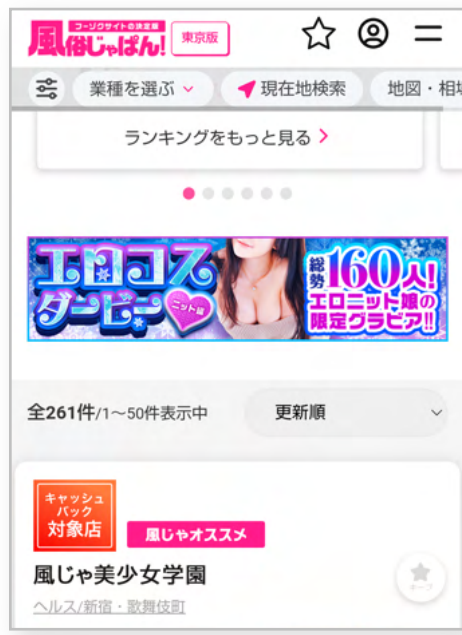 フーゾクサイトの決定版
風俗じゃぱん!
東京版
業種を選ぶ
現在地検索
地図・相場
ランキングをもっと見る
エロコス
ダービー
ニット編
総勢160人!
エロニット娘の
限定グラビア!!
全261件/1〜50件表示中
更新順
キャッシュ
バック
対象店
風じゃオススメ
風じゃ美少女学園
キープ
ヘルス/新宿・歌舞伎町